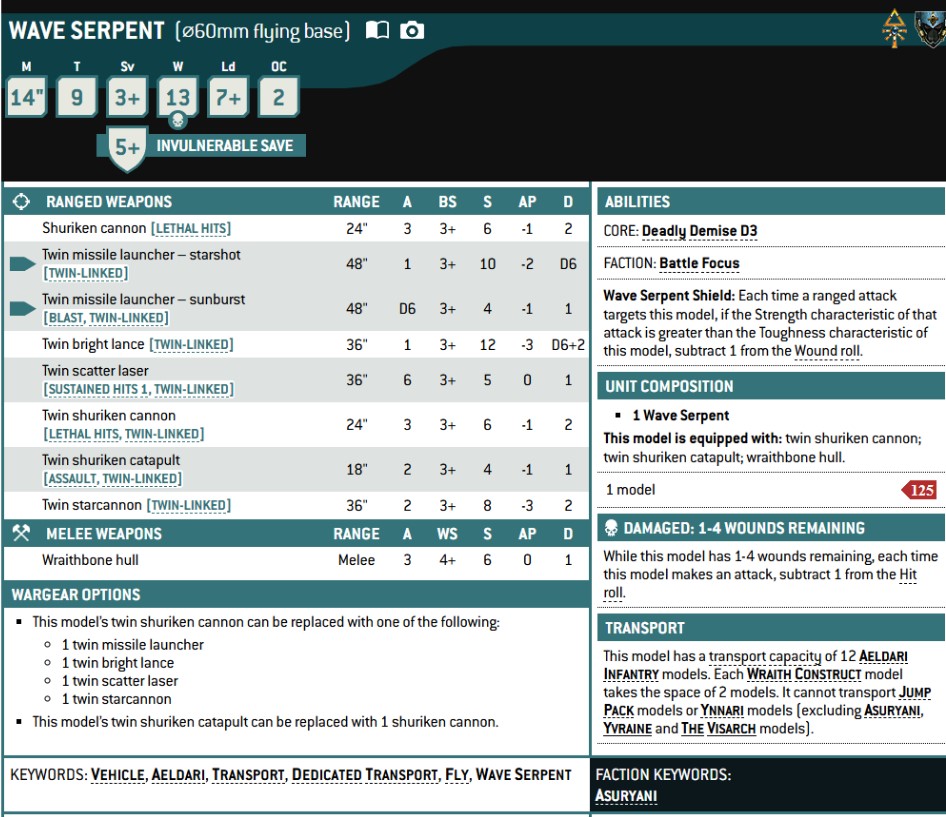 WAVE SERPENT (⌀60mm flying base)
M T Sv W Ld OC
14" 9 3+ 13 7+ 2
5+ INVULNERABLE SAVE
RANGED WEAPONS RANGE A BS S AP D
Shuriken cannon [LETHAL HITS] 24" 3 3+ 6 -1 2
Twin missile launcher – starshot
[TWIN-LINKED] 48" 1 3+ 10 -2 D6
Twin missile launcher – sunburst
[BLAST, TWIN-LINKED] 48" D6 3+ 4 -1 1
Twin bright lance [TWIN-LINKED] 36" 1 3+ 12 -3 D6+2
Twin scatter laser
[SUSTAINED HITS 1, TWIN-LINKED] 36" 6 3+ 5 0 1
Twin shuriken cannon
[LETHAL HITS, TWIN-LINKED] 24" 3 3+ 6 -1 2
Twin shuriken catapult
[ASSAULT, TWIN-LINKED] 18" 2 3+ 4 -1 1
Twin starcannon [TWIN-LINKED] 36" 2 3+ 8 -3 2
MELEE WEAPONS RANGE A WS S AP D
Wraithbone hull Melee 3 4+ 6 0 1
WARGEAR OPTIONS
▪ This model's twin shuriken cannon can be replaced with one of the following:
◦ 1 twin missile launcher
◦ 1 twin bright lance
◦ 1 twin scatter laser
◦ 1 twin starcannon
▪ This model's twin shuriken catapult can be replaced with 1 shuriken cannon.
ABILITIES
CORE: Deadly Demise D3
FACTION: Battle Focus
Wave Serpent Shield: Each time a ranged attack
targets this model, if the Strength characteristic of that
attack is greater than the Toughness characteristic of
this model, subtract 1 from the Wound roll.
UNIT COMPOSITION
▪ 1 Wave Serpent
This model is equipped with: twin shuriken cannon;
twin shuriken catapult; wraithbone hull.
1 model 125
DAMAGED: 1-4 WOUNDS REMAINING
While this model has 1-4 wounds remaining, each time
this model makes an attack, subtract 1 from the Hit
roll.
TRANSPORT
This model has a transport capacity of 12 AELDARI
INFANTRY models. Each WRAITH CONSTRUCT model
takes the space of 2 models. It cannot transport JUMP
PACK models or YNNARI models (excluding ASURYANI,
YVRAINE and THE VISARCH models).
KEYWORDS: VEHICLE, AELDARI, TRANSPORT, DEDICATED TRANSPORT, FLY, WAVE SERPENT
FACTION KEYWORDS:
ASURYANI